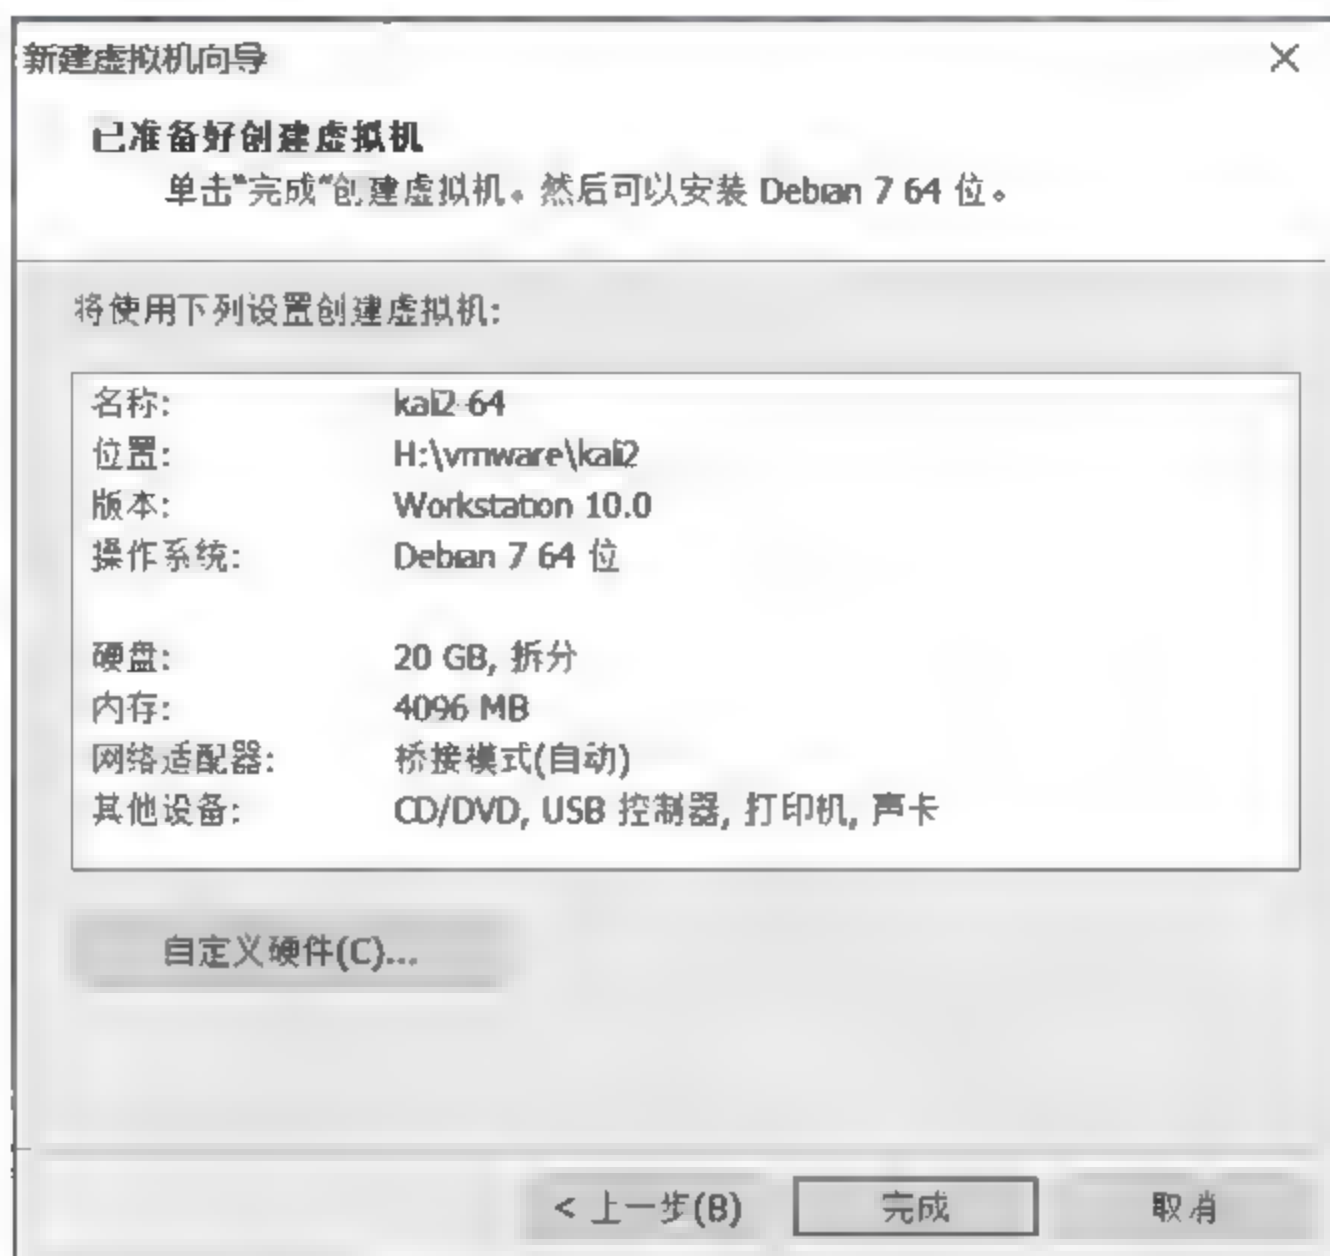 新建虚拟机向导
已准备好创建虚拟机
单击"完成"创建虚拟机。然后可以安装 Debian 7 64 位。
将使用下列设置创建虚拟机:
名称: kali2-64
位置: H:\vmware\kali2
版本: Workstation 10.0
操作系统: Debian 7 64 位
硬盘: 20 GB, 拆分
内存: 4096 MB
网络适配器: 桥接模式(自动)
其他设备: CD/DVD, USB 控制器, 打印机, 声卡
自定义硬件(C)...
< 上一步(B) 完成 取消